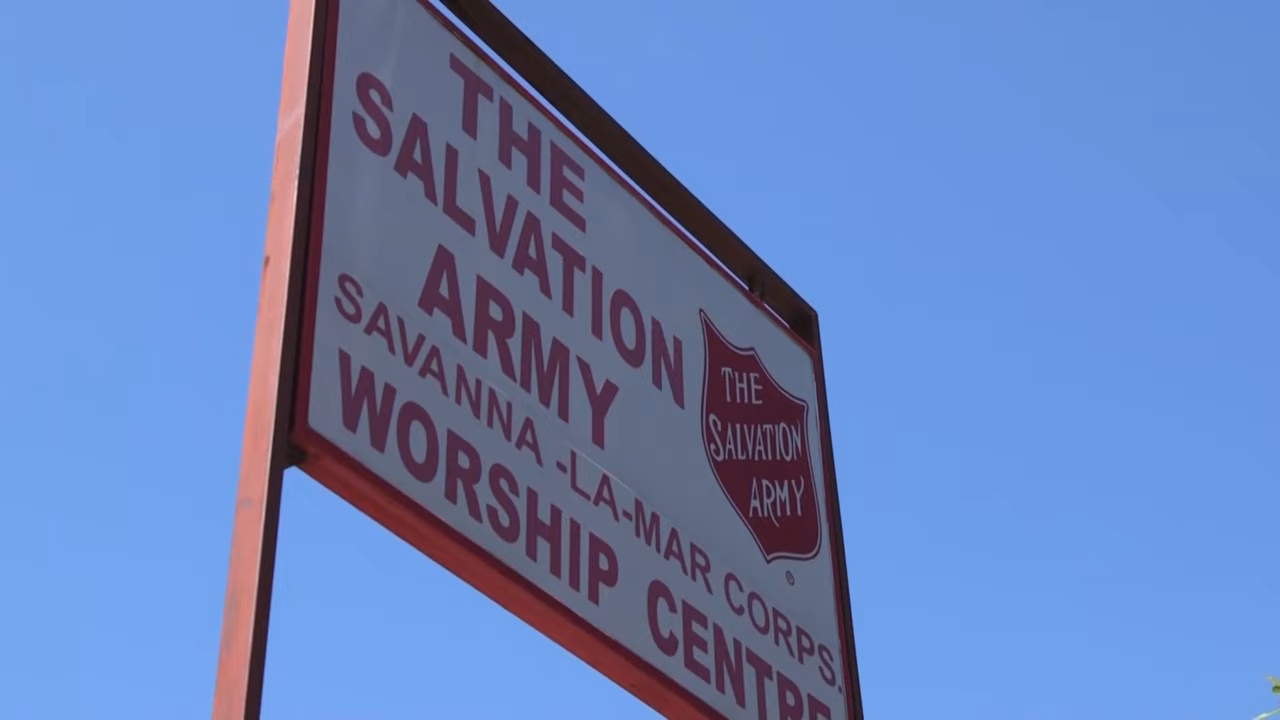 THE
SALVATION
ARMY
SAVANNA -LA-MAR CORPS.
WORSHIP CENTRE
THE
SALVATION
ARMY
®